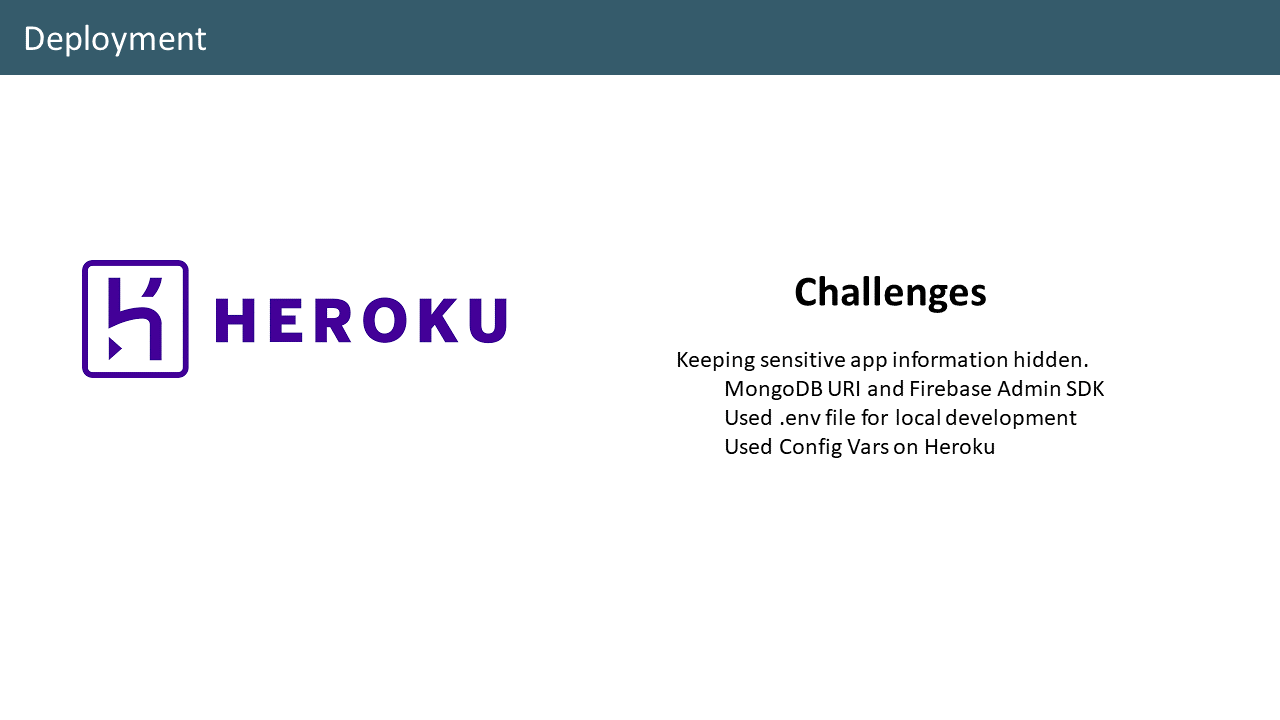 Deployment
HEROKU
Challenges
Keeping sensitive app information hidden.
MongoDB URI and Firebase Admin SDK
Used .env file for local development
Used Config Vars on Heroku